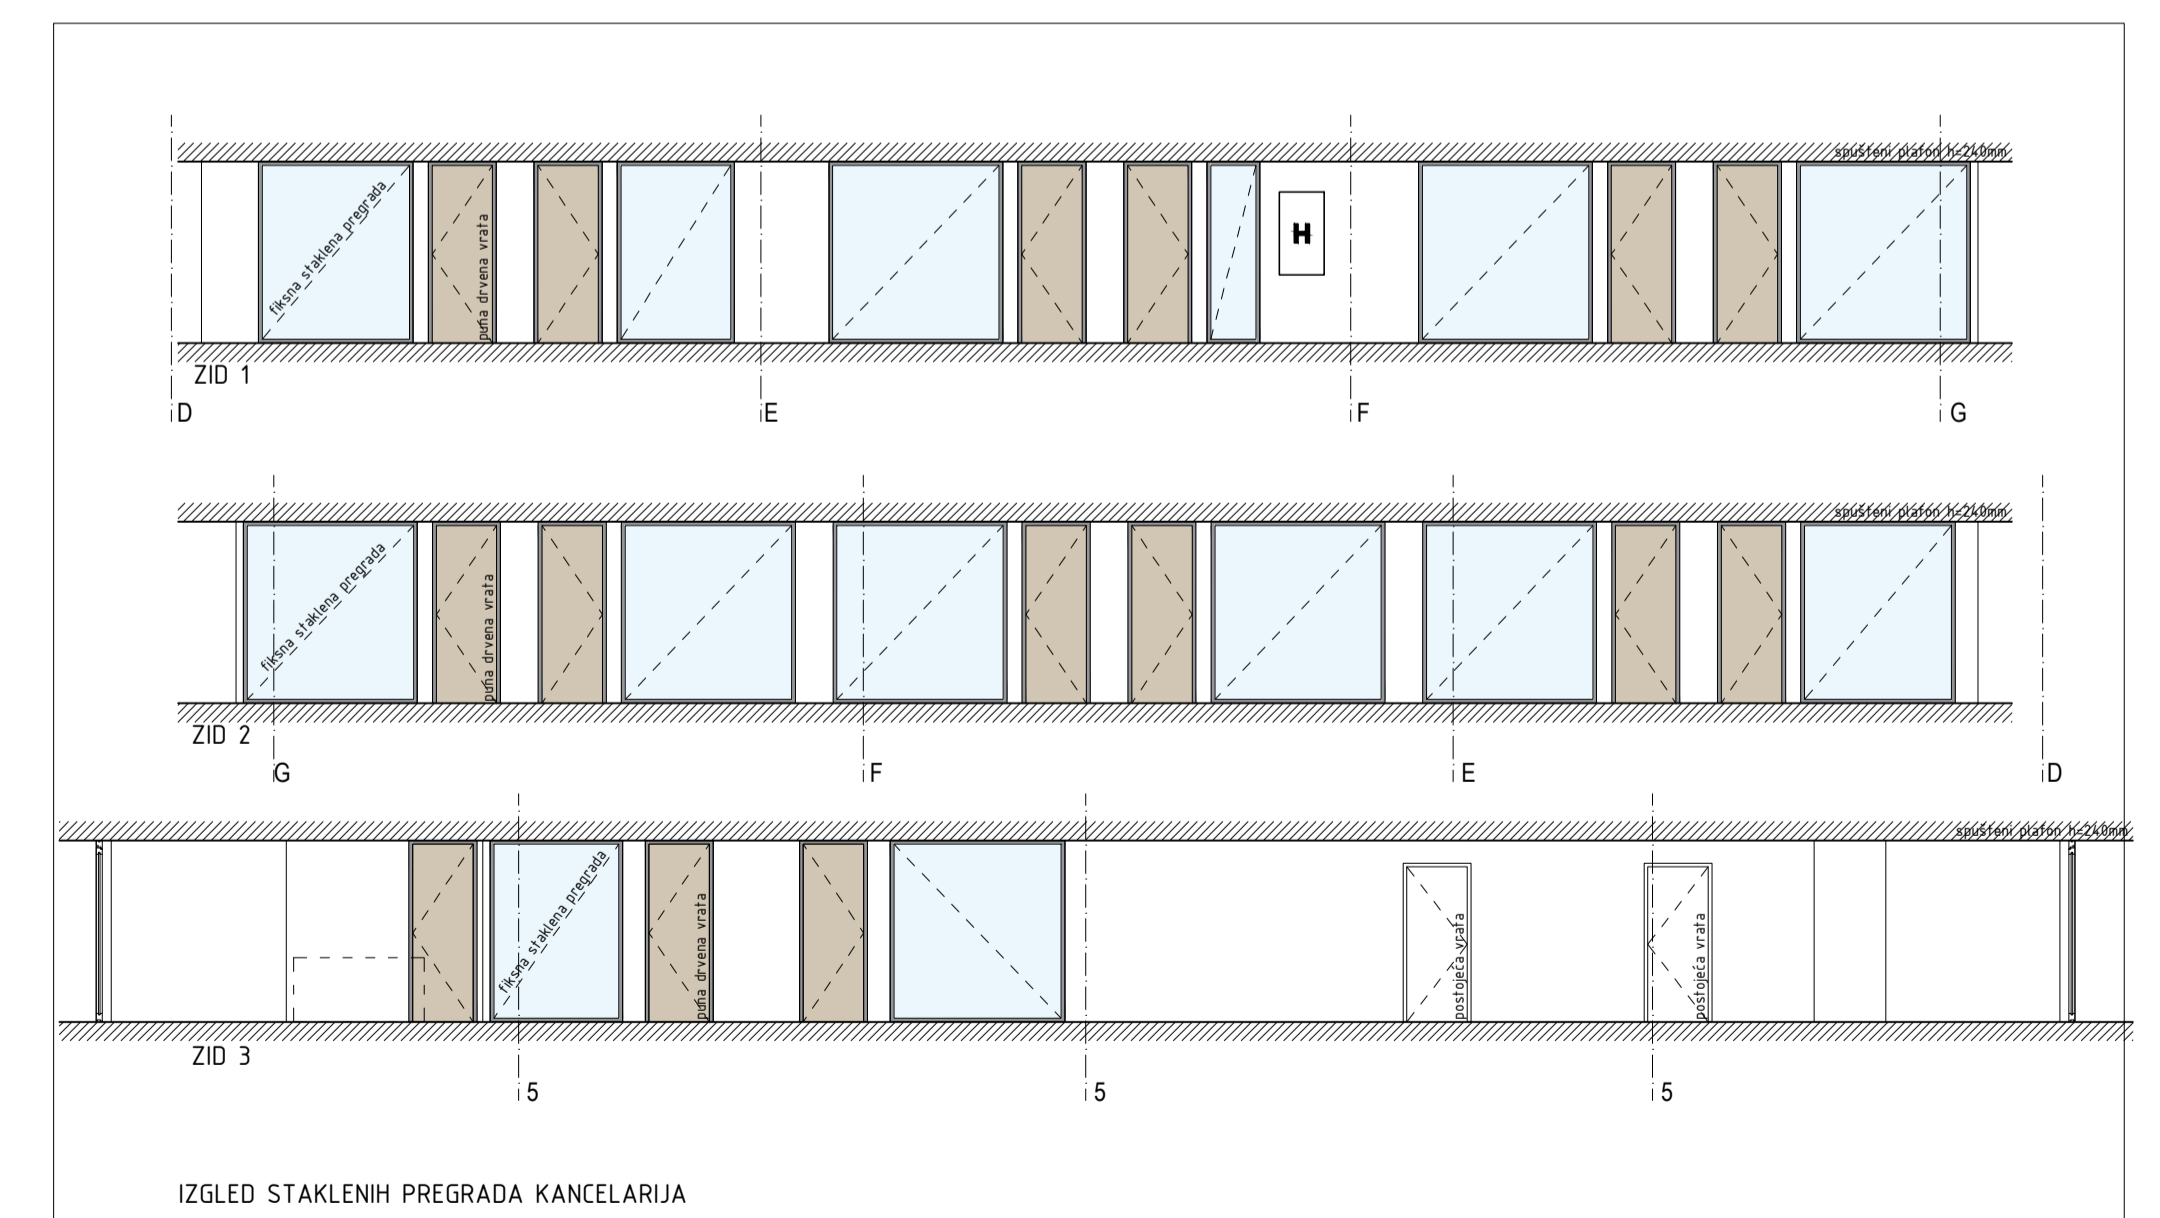 spušteni plafon h=240mm
fiksna staklena pregrada
puna drvena vrata
H
ZID 1
D
E
F
G
spušteni plafon h=240mm
fiksna staklena pregrada
puna drvena vrata
ZID 2
G
F
E
D
spušteni plafon h=240mm
fiksna staklena pregrada
puna drvena vrata
postojeća vrata
postojeća vrata
ZID 3
5
5
5
IZGLED STAKLENIH PREGRADA KANCELARIJA